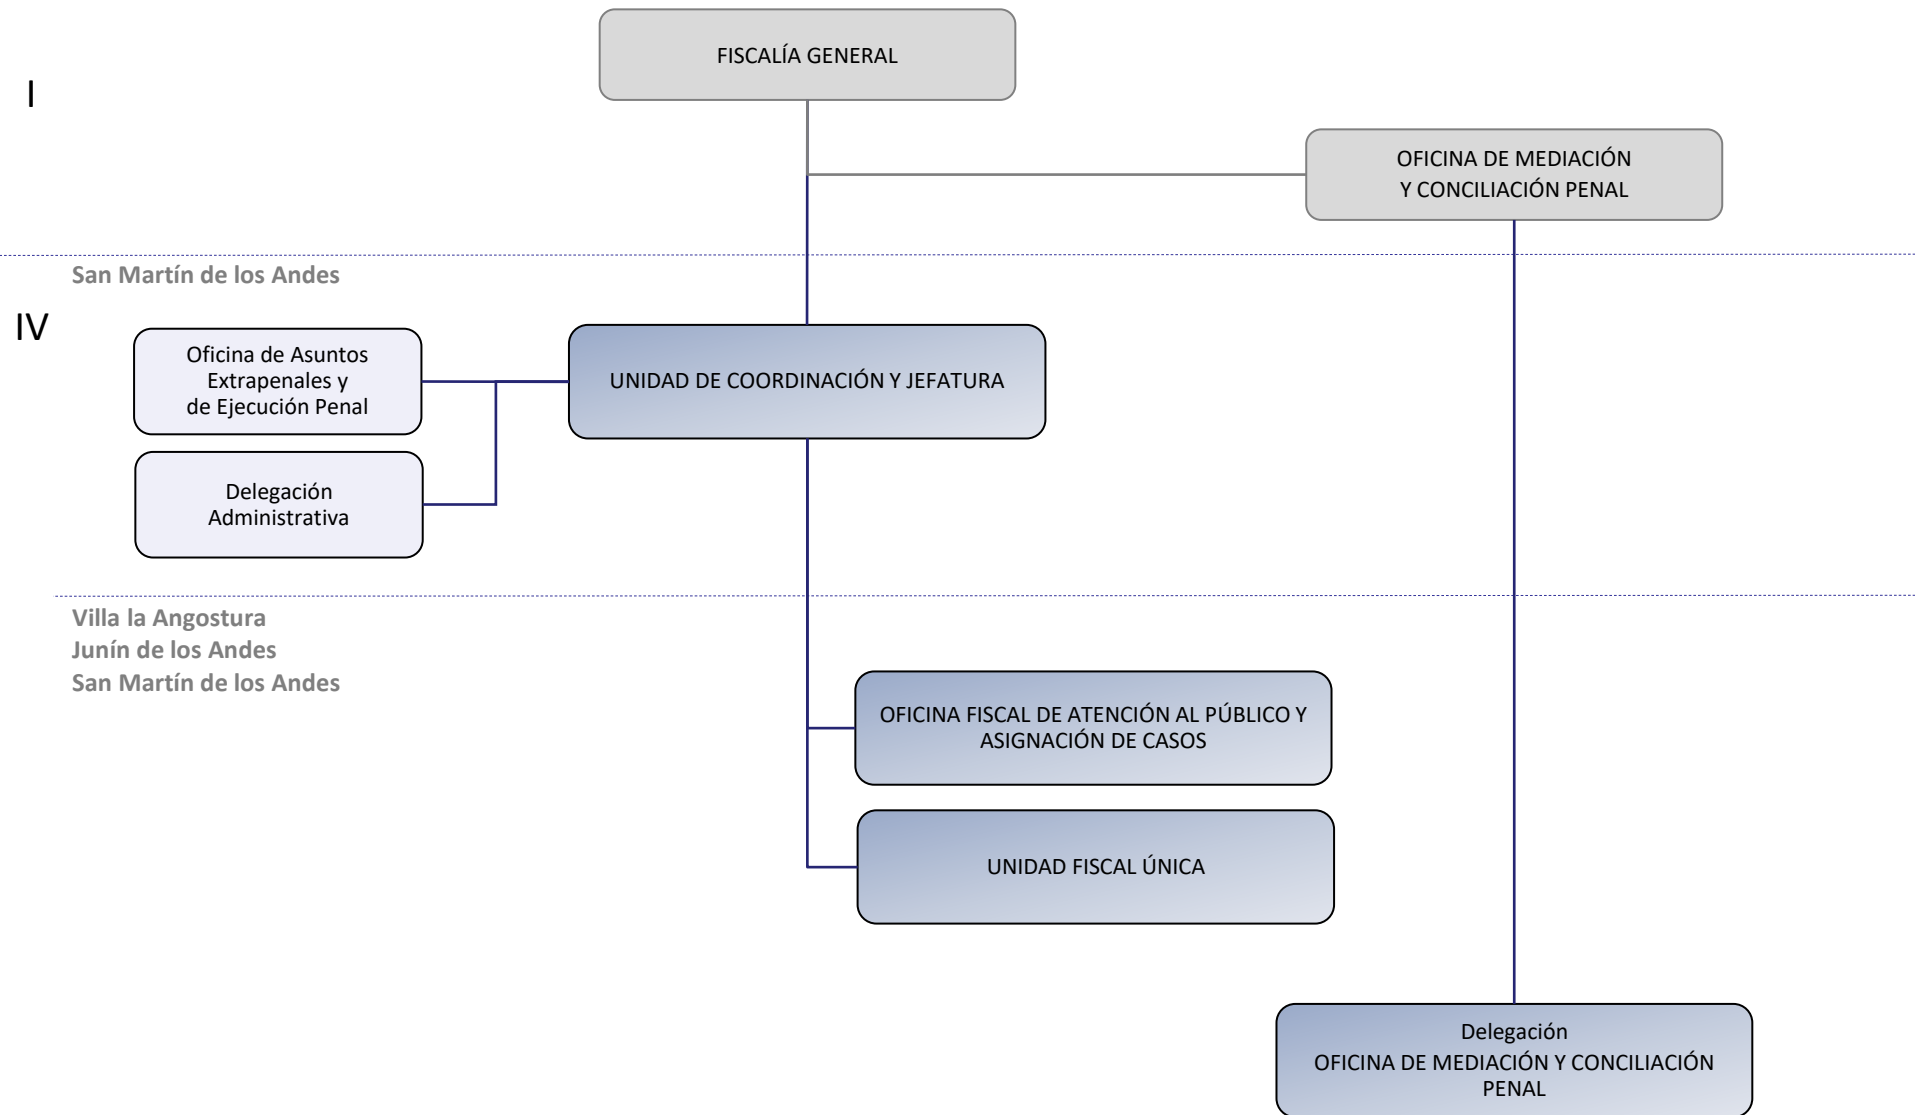 FISCALÍA GENERAL
I
OFICINA DE MEDIACIÓN
Y CONCILIACIÓN PENAL
San Martín de los Andes
IV
Oficina de Asuntos
Extrapenales y
de Ejecución Penal
UNIDAD DE COORDINACIÓN Y JEFATURA
Delegación
Administrativa
Villa la Angostura
Junín de los Andes
San Martín de los Andes
OFICINA FISCAL DE ATENCIÓN AL PÚBLICO Y
ASIGNACIÓN DE CASOS
UNIDAD FISCAL ÚNICA
Delegación
OFICINA DE MEDIACIÓN Y CONCILIACIÓN
PENAL